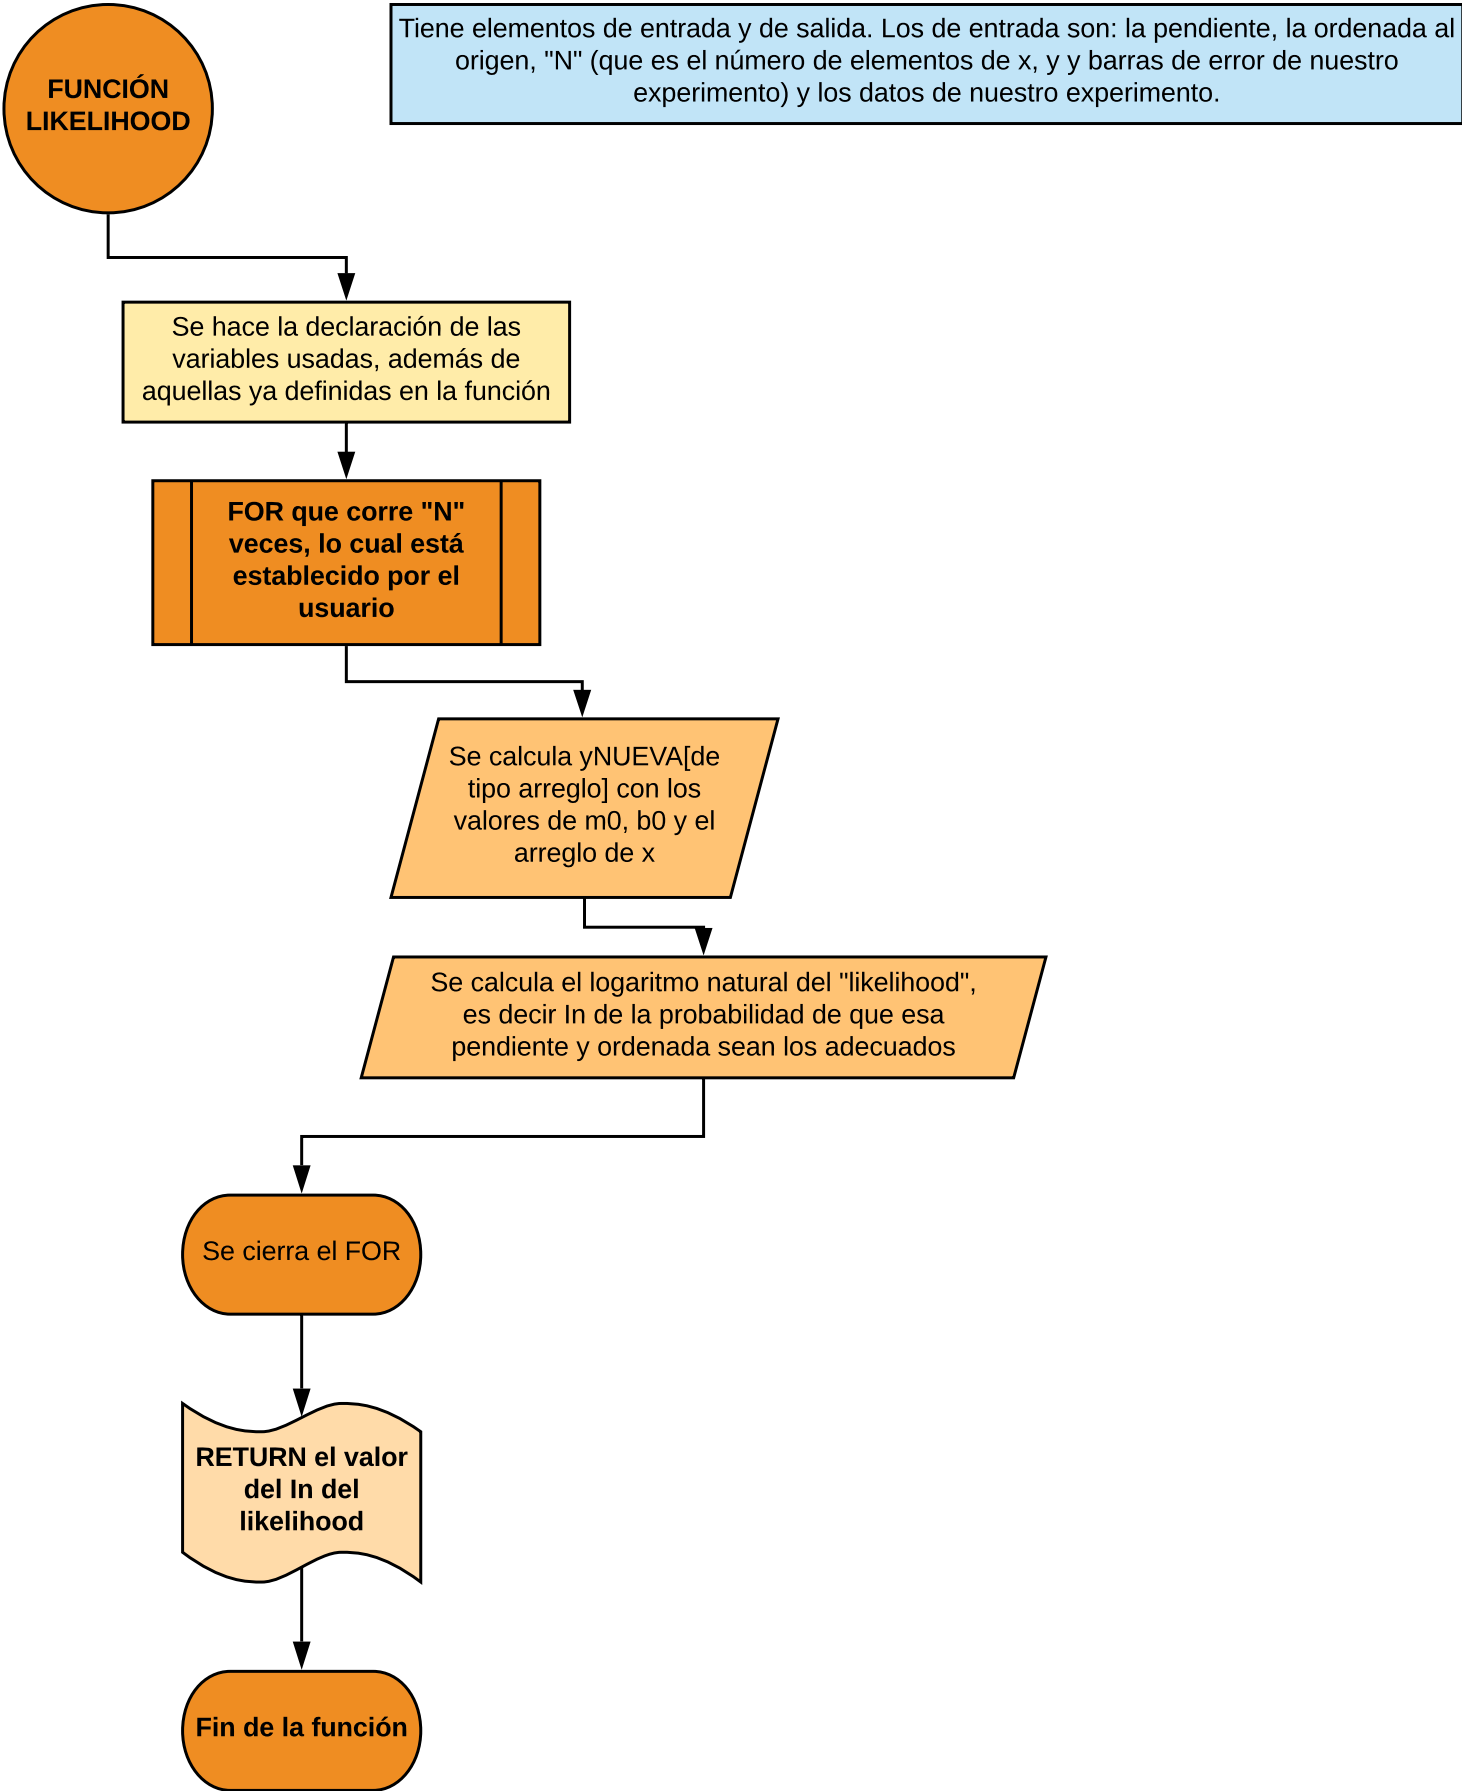 FUNCIÓN
LIKELIHOOD
Tiene elementos de entrada y de salida. Los de entrada son: la pendiente, la ordenada al
origen, "N" (que es el número de elementos de x, y y barras de error de nuestro
experimento) y los datos de nuestro experimento.
Se hace la declaración de las
variables usadas, además de
aquellas ya definidas en la función
FOR que corre "N"
veces, lo cual está
establecido por el
usuario
Se calcula yNUEVA[de
tipo arreglo] con los
valores de m0, b0 y el
arreglo de x
Se calcula el logaritmo natural del "likelihood",
es decir In de la probabilidad de que esa
pendiente y ordenada sean los adecuados
Se cierra el FOR
RETURN el valor
del In del
likelihood
Fin de la función